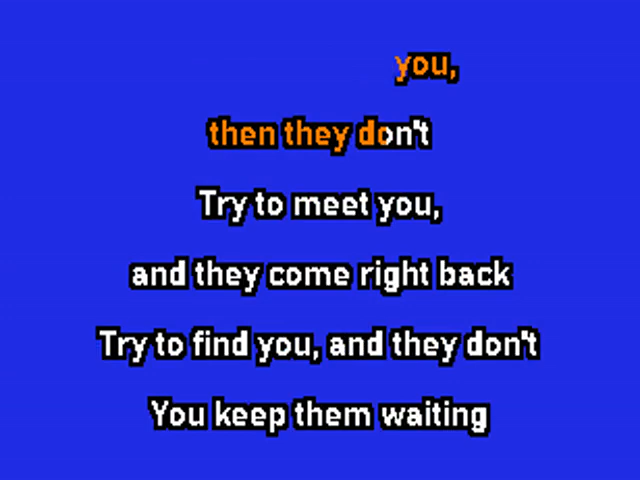 you,
then they don't
Try to meet you,
and they come right back
Try to find you, and they don't
You keep them waiting